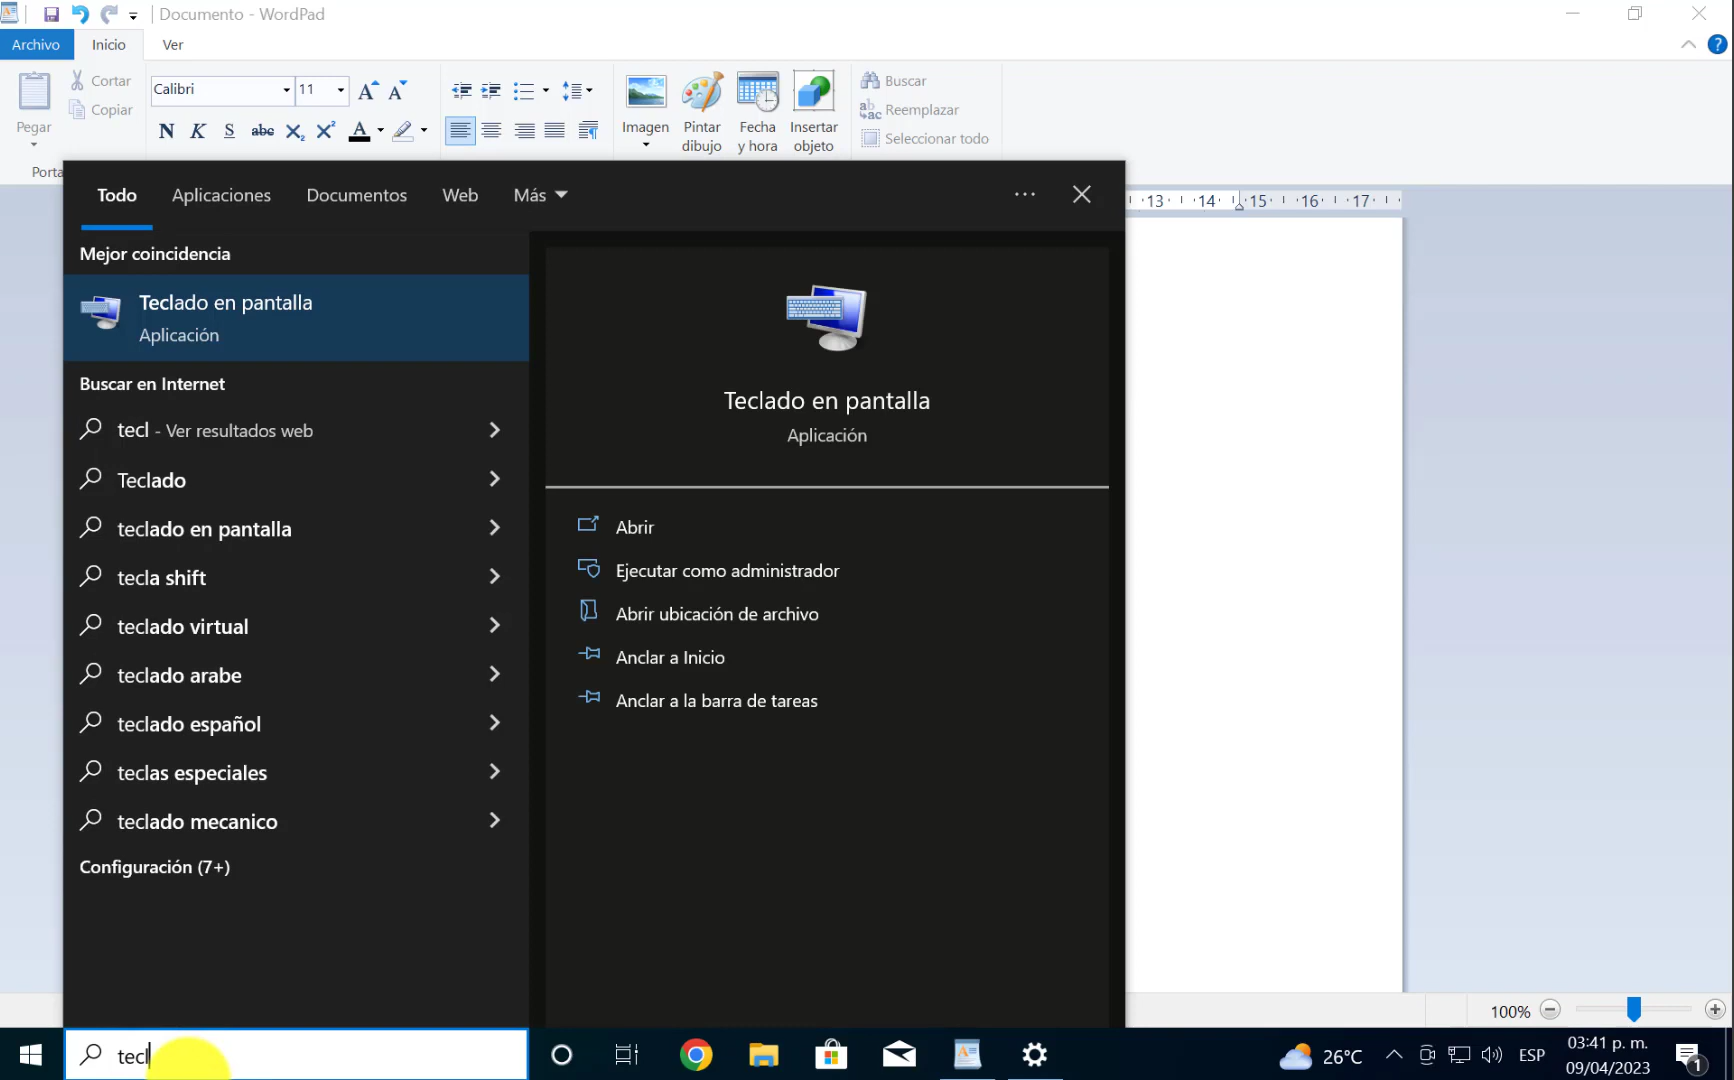 Documento - WordPad
Archivo Inicio Ver
Pegar
Cortar
Copiar
Calibri 11
N K S abc X₂ X² A
Imagen
Pintar dibujo
Fecha y hora
Insertar objeto
Buscar
Reemplazar
Seleccionar todo
Porta
13 14 15 16 17
Todo Aplicaciones Documentos Web Más
Mejor coincidencia
Teclado en pantalla
Aplicación
Buscar en Internet
tecl - Ver resultados web
Teclado
teclado en pantalla
tecla shift
teclado virtual
teclado arabe
teclado español
teclas especiales
teclado mecanico
Configuración (7+)
Teclado en pantalla
Aplicación
Abrir
Ejecutar como administrador
Abrir ubicación de archivo
Anclar a Inicio
Anclar a la barra de tareas
100%
tecl
26°C
ESP
03:41 p. m.
09/04/2023
1